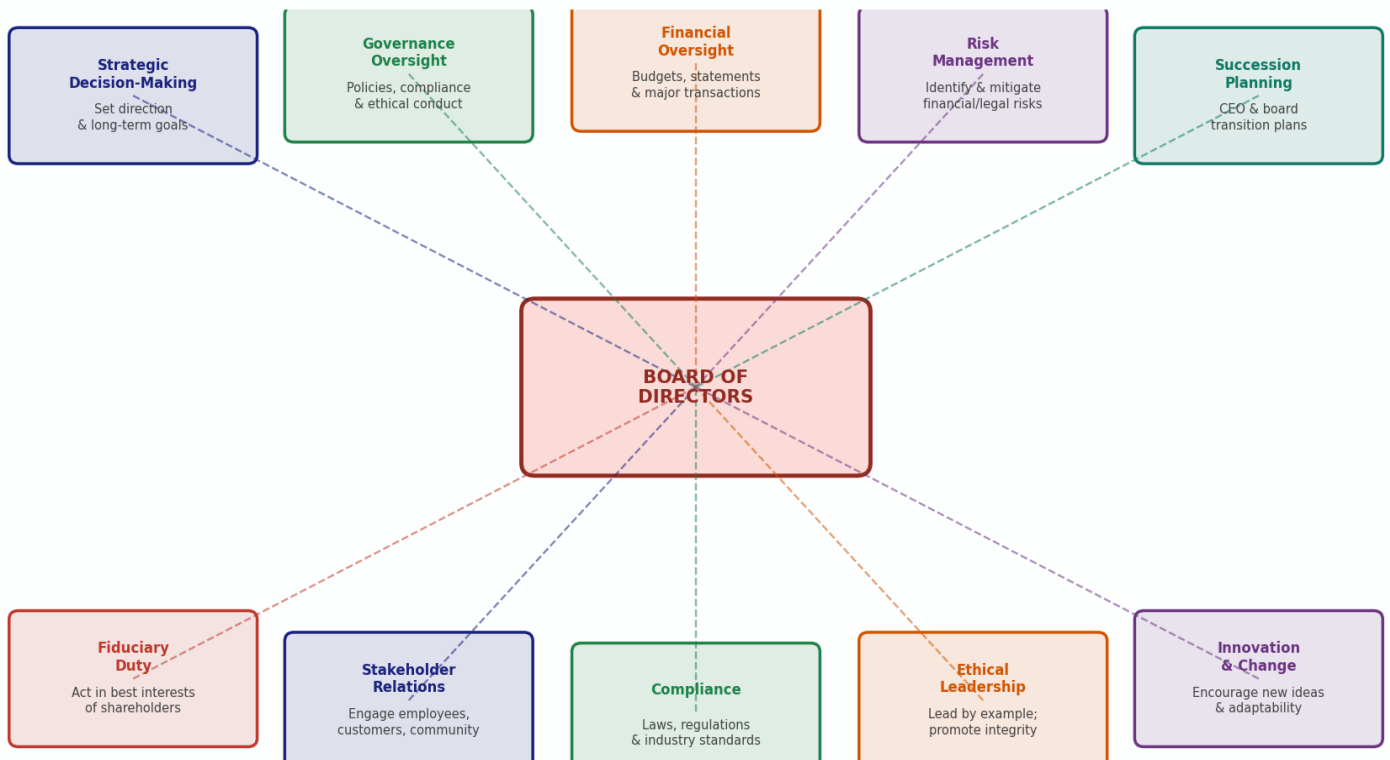 Strategic
Decision-Making
Set direction
& long-term goals
Governance
Oversight
Policies, compliance
& ethical conduct
Financial
Oversight
Budgets, statements
& major transactions
Risk
Management
Identify & mitigate
financial/legal risks
Succession
Planning
CEO & board
transition plans
BOARD OF
DIRECTORS
Fiduciary
Duty
Act in best interests
of shareholders
Stakeholder
Relations
Engage employees,
customers, community
Compliance
Laws, regulations
& industry standards
Ethical
Leadership
Lead by example;
promote integrity
Innovation
& Change
Encourage new ideas
& adaptability